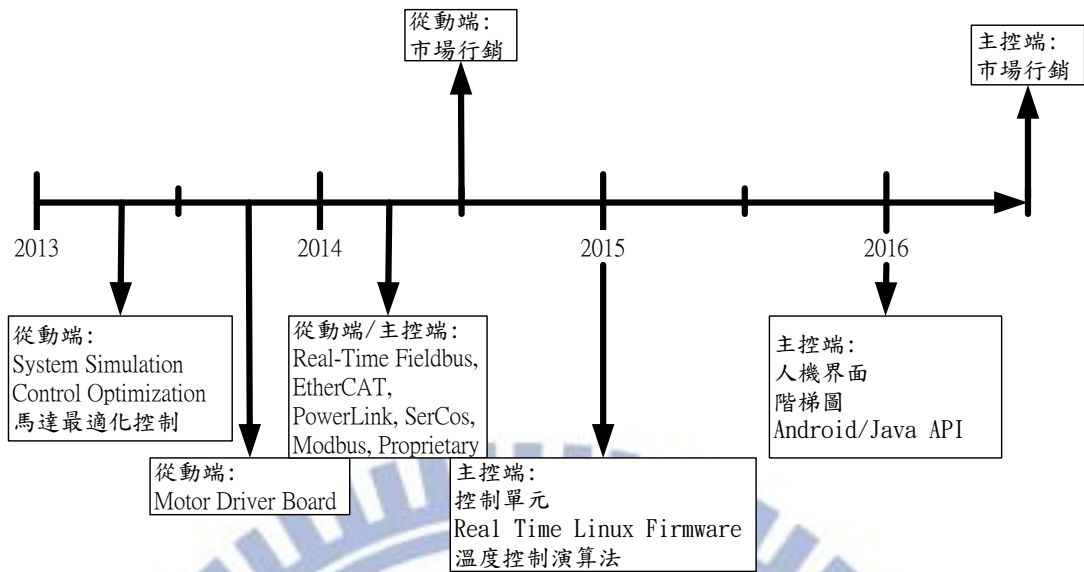 從動端:
市場行銷
主控端:
市場行銷
2013
2014
2015
2016
從動端:
System Simulation
Control Optimization
馬達最適化控制
從動端:
Motor Driver Board
從動端/主控端:
Real-Time Fieldbus,
EtherCAT,
PowerLink, SerCos,
Modbus, Proprietary
主控端:
控制單元
Real Time Linux Firmware
溫度控制演算法
主控端:
人機界面
階梯圖
Android/Java API